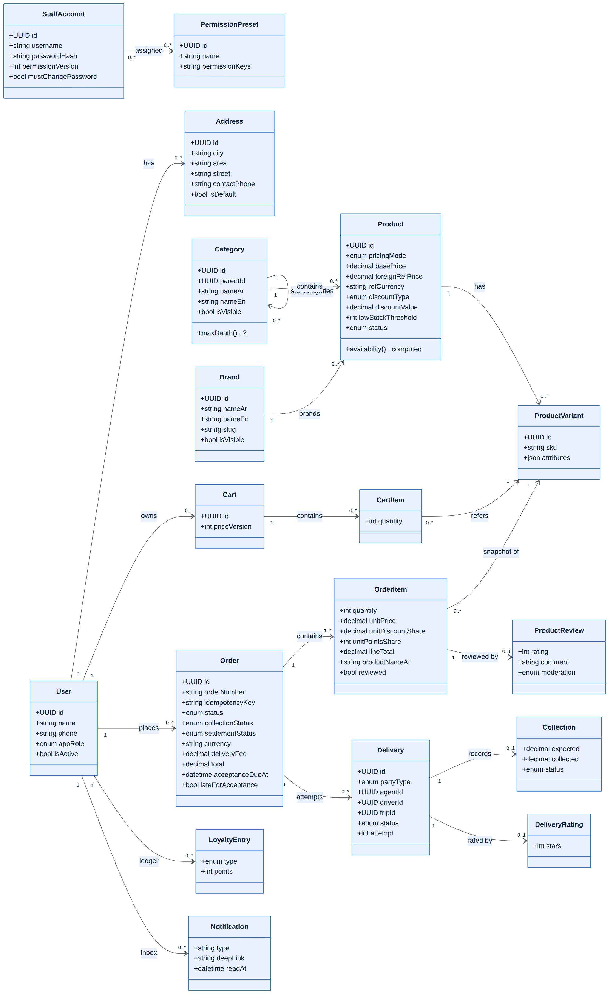 StaffAccount
+UUID id
+string username
+string passwordHash
+int permissionVersion
+bool mustChangePassword
0..*
assigned
0..*
PermissionPreset
+UUID id
+string name
+string permissionKeys
has
0..*
Address
+UUID id
+string city
+string area
+string street
+string contactPhone
+bool isDefault
Category
+UUID id
+UUID parentId
+string nameAr
+string nameEn
+bool isVisible
+maxDepth() : 2
1
1
0..*
contains
subcategories
0..*
Product
+UUID id
+enum pricingMode
+decimal basePrice
+decimal foreignRefPrice
+string refCurrency
+enum discountType
+decimal discountValue
+int lowStockThreshold
+enum status
+availability() : computed
1
has
1..*
Brand
+UUID id
+string nameAr
+string nameEn
+string slug
+bool isVisible
1
brands
0..*
ProductVariant
+UUID id
+string sku
+json attributes
owns
0..1
Cart
+UUID id
+int priceVersion
1
contains
0..*
CartItem
+int quantity
0..*
refers
1
1
snapshot of
OrderItem
+int quantity
+decimal unitPrice
+decimal unitDiscountShare
+int unitPointsShare
+decimal lineTotal
+string productNameAr
+bool reviewed
0..*
1
reviewed by
0..1
ProductReview
+int rating
+string comment
+enum moderation
1
1
User
+UUID id
+string name
+string phone
+enum appRole
+bool isActive
1
places
0..*
1
1
Order
+UUID id
+string orderNumber
+string idempotencyKey
+enum status
+enum collectionStatus
+enum settlementStatus
+string currency
+decimal deliveryFee
+decimal total
+datetime acceptanceDueAt
+bool lateForAcceptance
1
contains
1..*
1
attempts
0..*
Delivery
+UUID id
+enum partyType
+UUID agentId
+UUID driverId
+UUID tripId
+enum status
+int attempt
1
records
0..1
Collection
+decimal expected
+decimal collected
+enum status
1
rated by
0..1
DeliveryRating
+int stars
ledger
0..*
LoyaltyEntry
+enum type
+int points
inbox
0..*
Notification
+string type
+string deepLink
+datetime readAt